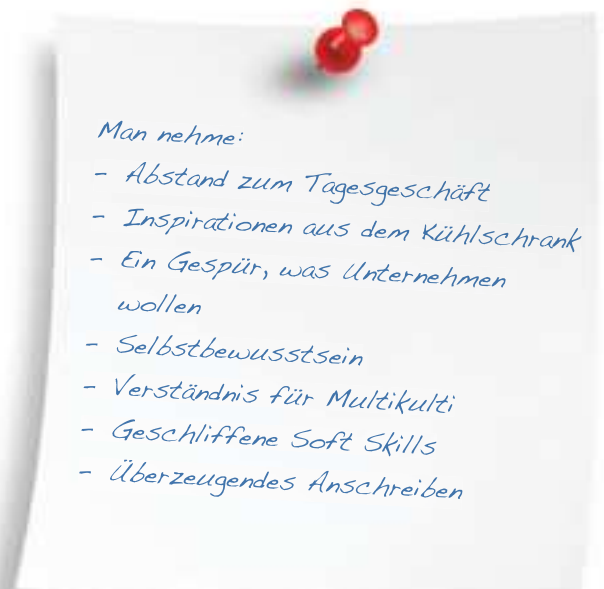 Man nehme:
- Abstand zum Tagesgeschäft
- Inspirationen aus dem Kühlschrank
- Ein Gespür, was Unternehmen
wollen
- Selbstbewusstsein
- Verständnis für Multikulti
- Geschliffene Soft Skills
- Überzeugendes Anschreiben